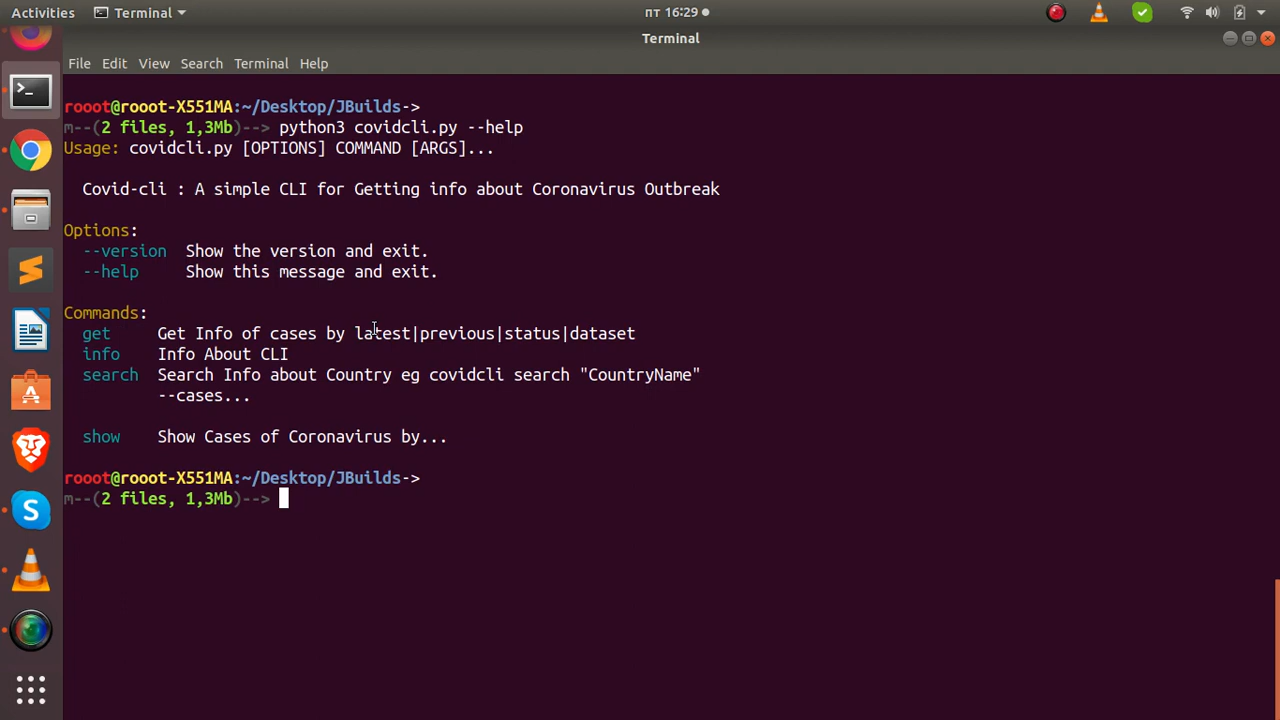 Activities Terminal пт 16:29
Terminal
File Edit View Search Terminal Help
rooot@rooot-X551MA:~/Desktop/JBuilds->
m--(2 files, 1,3Mb)--> python3 covidcli.py --help
Usage: covidcli.py [OPTIONS] COMMAND [ARGS]...
Covid-cli : A simple CLI for Getting info about Coronavirus Outbreak
Options:
--version Show the version and exit.
--help Show this message and exit.
Commands:
get Get Info of cases by latest|previous|status|dataset
info Info About CLI
search Search Info about Country eg covidcli search "CountryName"
--cases...
show Show Cases of Coronavirus by...
rooot@rooot-X551MA:~/Desktop/JBuilds->
m--(2 files, 1,3Mb)-->